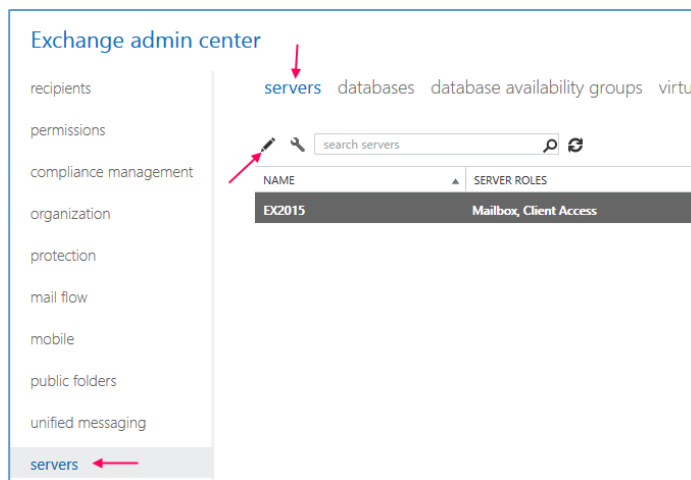 Exchange admin center
recipients
permissions
compliance management
organization
protection
mail flow
mobile
public folders
unified messaging
servers
servers databases database availability groups virtu
search servers
NAME SERVER ROLES
EX2015 Mailbox, Client Access